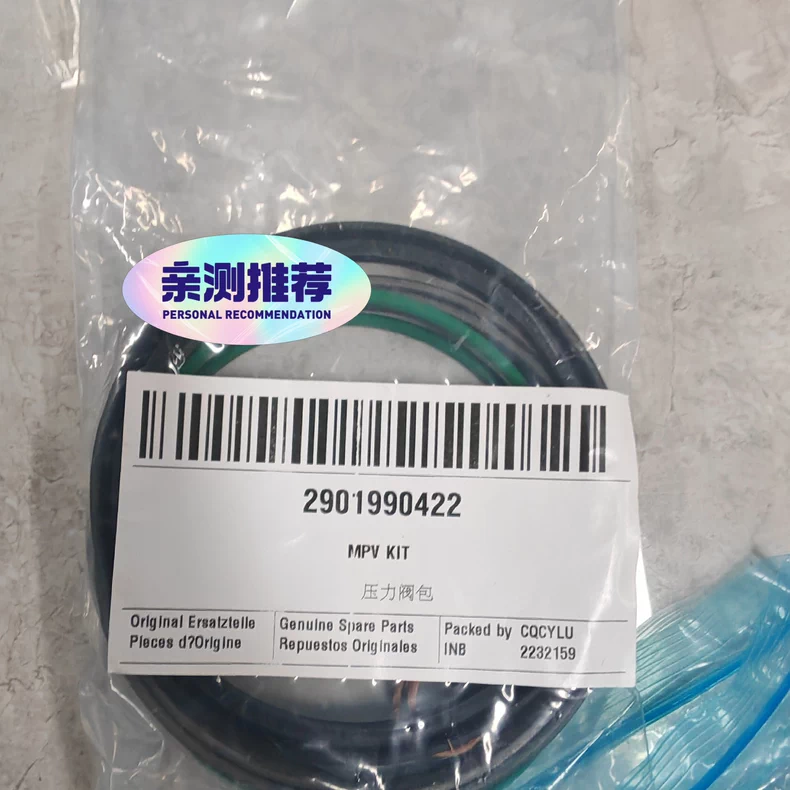 亲测推荐
PERSONAL RECOMMENDATION
2901990422
MPV KIT
压力阀包
Original Ersatzteile Genuine Spare Parts Packed by CQCYLU
Pieces d?Origine Repuestos Originales INB 2232159